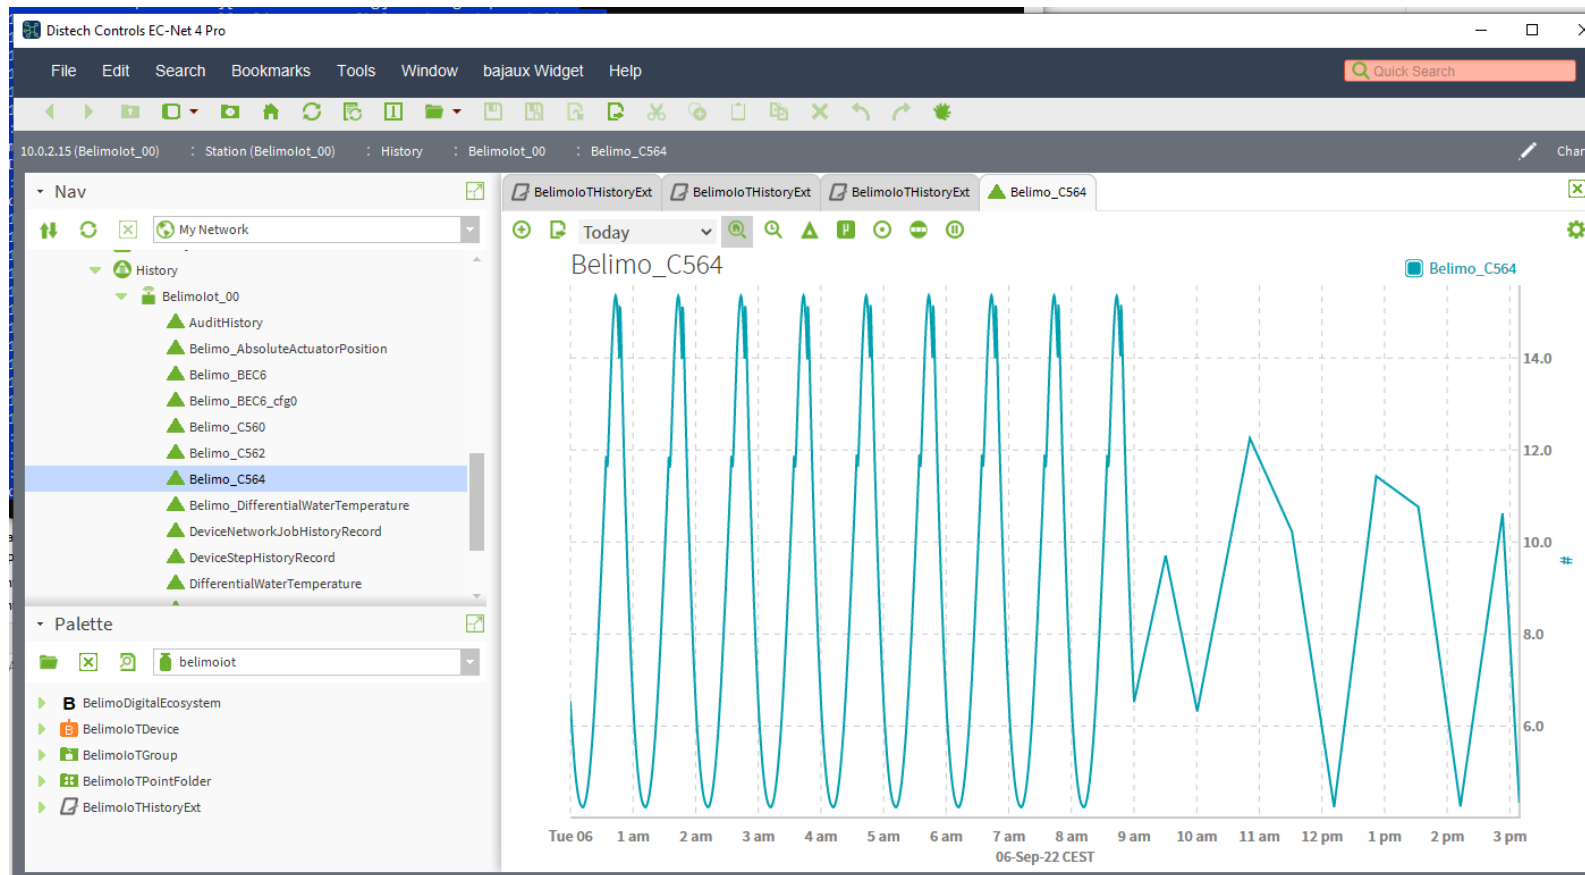 Distech Controls EC-Net 4 Pro
File Edit Search Bookmarks Tools Window bajaux Widget Help
Quick Search
10.0.2.15 (BelimoIot_00) : Station (BelimoIot_00) : History : BelimoIot_00 : Belimo_C564
Char
Nav
BelimoIoTHistoryExt BelimoIoTHistoryExt BelimoIoTHistoryExt Belimo_C564
My Network
Today
History
BelimoIot_00
AuditHistory
Belimo_AbsoluteActuatorPosition
Belimo_BEC6
Belimo_BEC6_cfg0
Belimo_C560
Belimo_C562
Belimo_C564
Belimo_DifferentialWaterTemperature
DeviceNetworkJobHistoryRecord
DeviceStepHistoryRecord
DifferentialWaterTemperature
Palette
belimoiot
B BelimoDigitalEcosystem
B BelimoIoTDevice
BelimoIoTGroup
BelimoIoTPointFolder
BelimoIoTHistoryExt
Belimo_C564
Belimo_C564
14.0
12.0
10.0
#
8.0
6.0
Tue 06 1 am 2 am 3 am 4 am 5 am 6 am 7 am 8 am 9 am 10 am 11 am 12 pm 1 pm 2 pm 3 pm
06-Sep-22 CEST